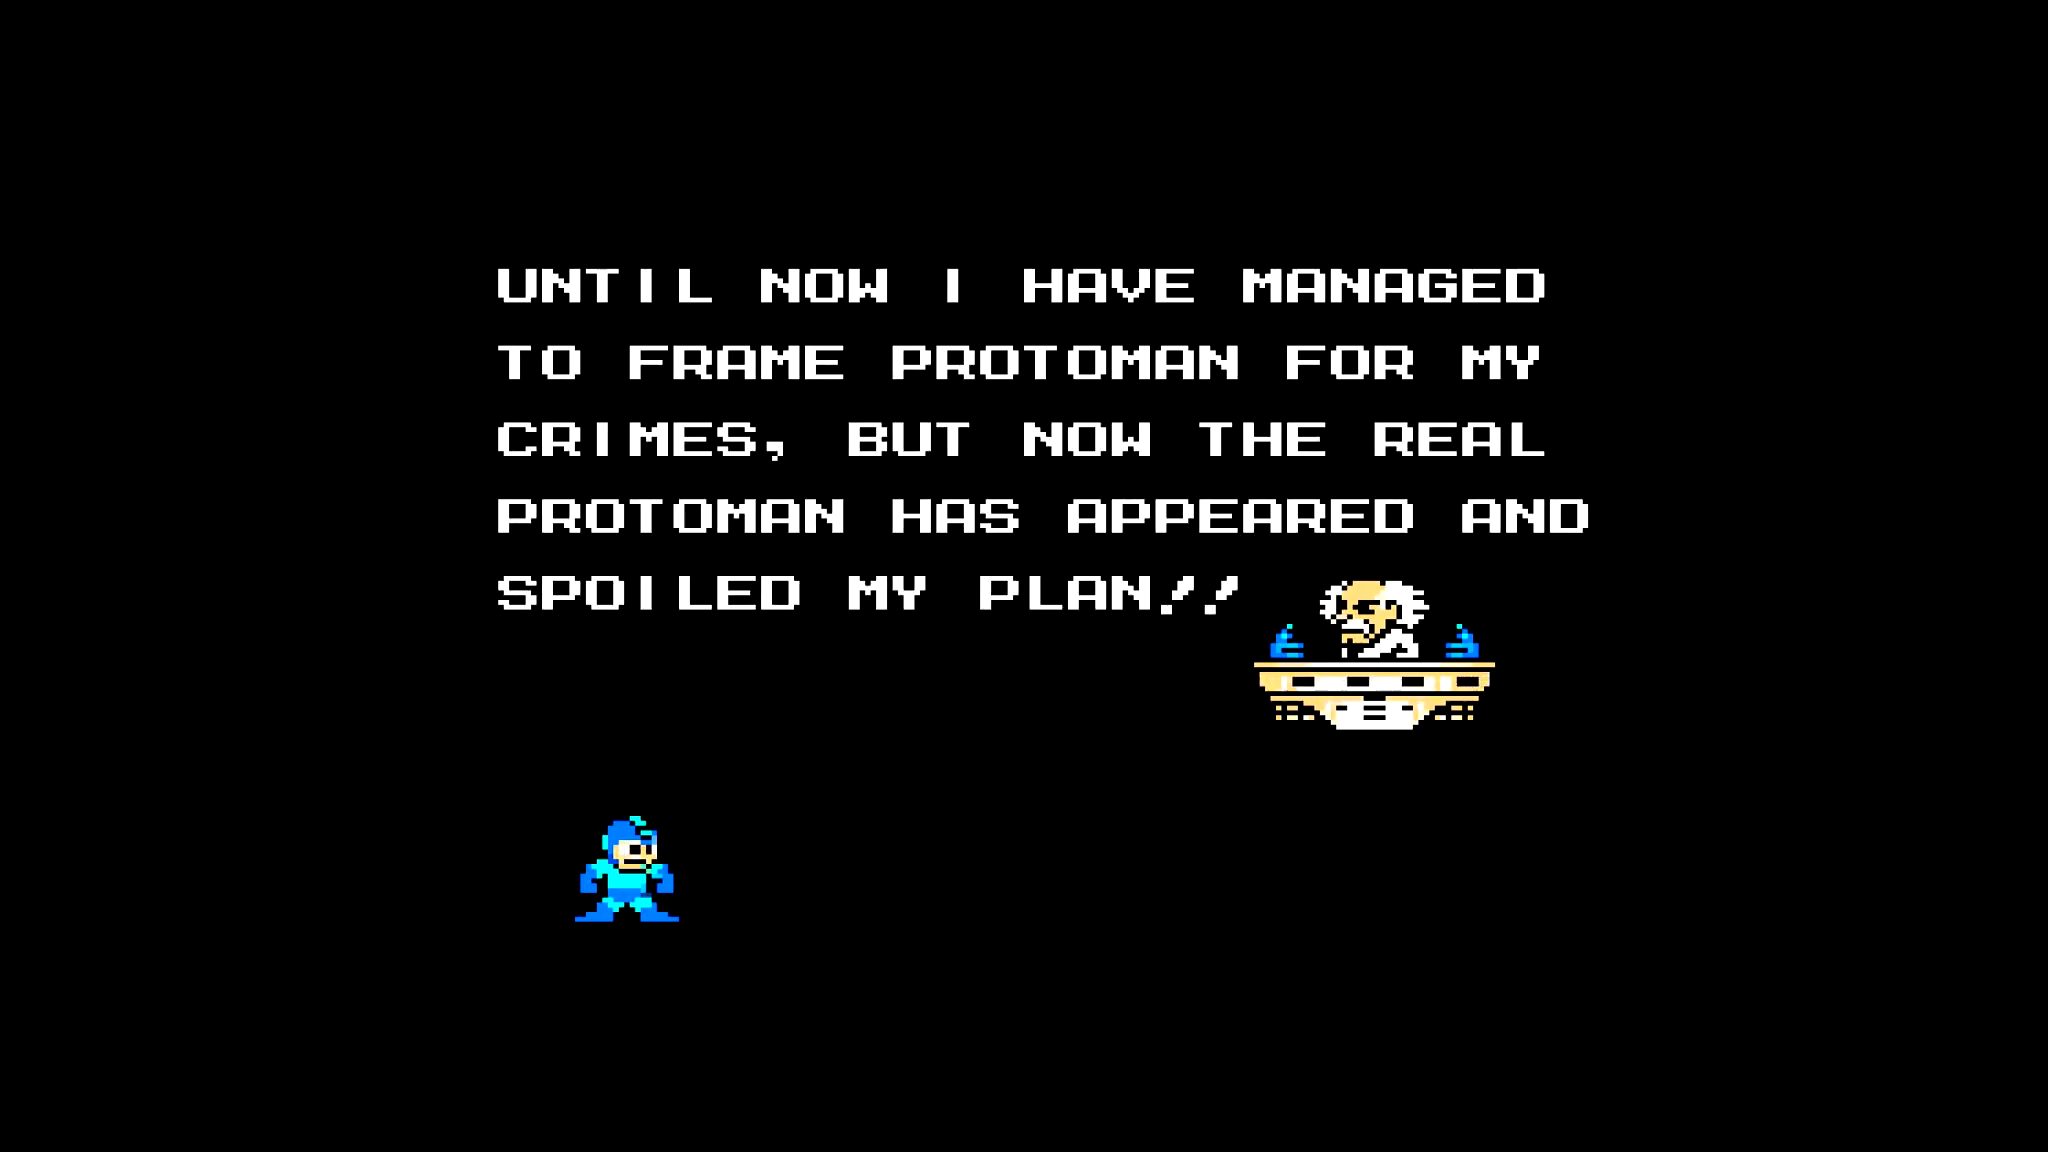 UNTIL NOW I HAVE MANAGED
TO FRAME PROTOMAN FOR MY
CRIMES, BUT NOW THE REAL
PROTOMAN HAS APPEARED AND
SPOILED MY PLAN!!